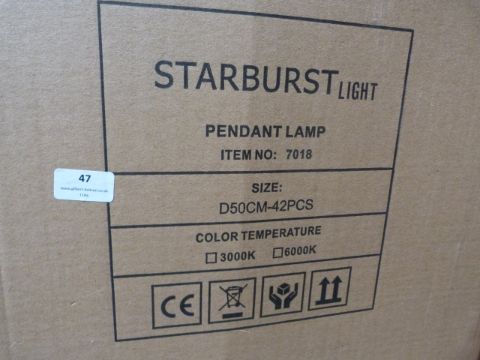 STARBURST LIGHT
PENDANT LAMP
ITEM NO: 7018
47
SIZE:
D50CM-42PCS
COLOR TEMPERATURE
☐3000K ☐6000K
CE